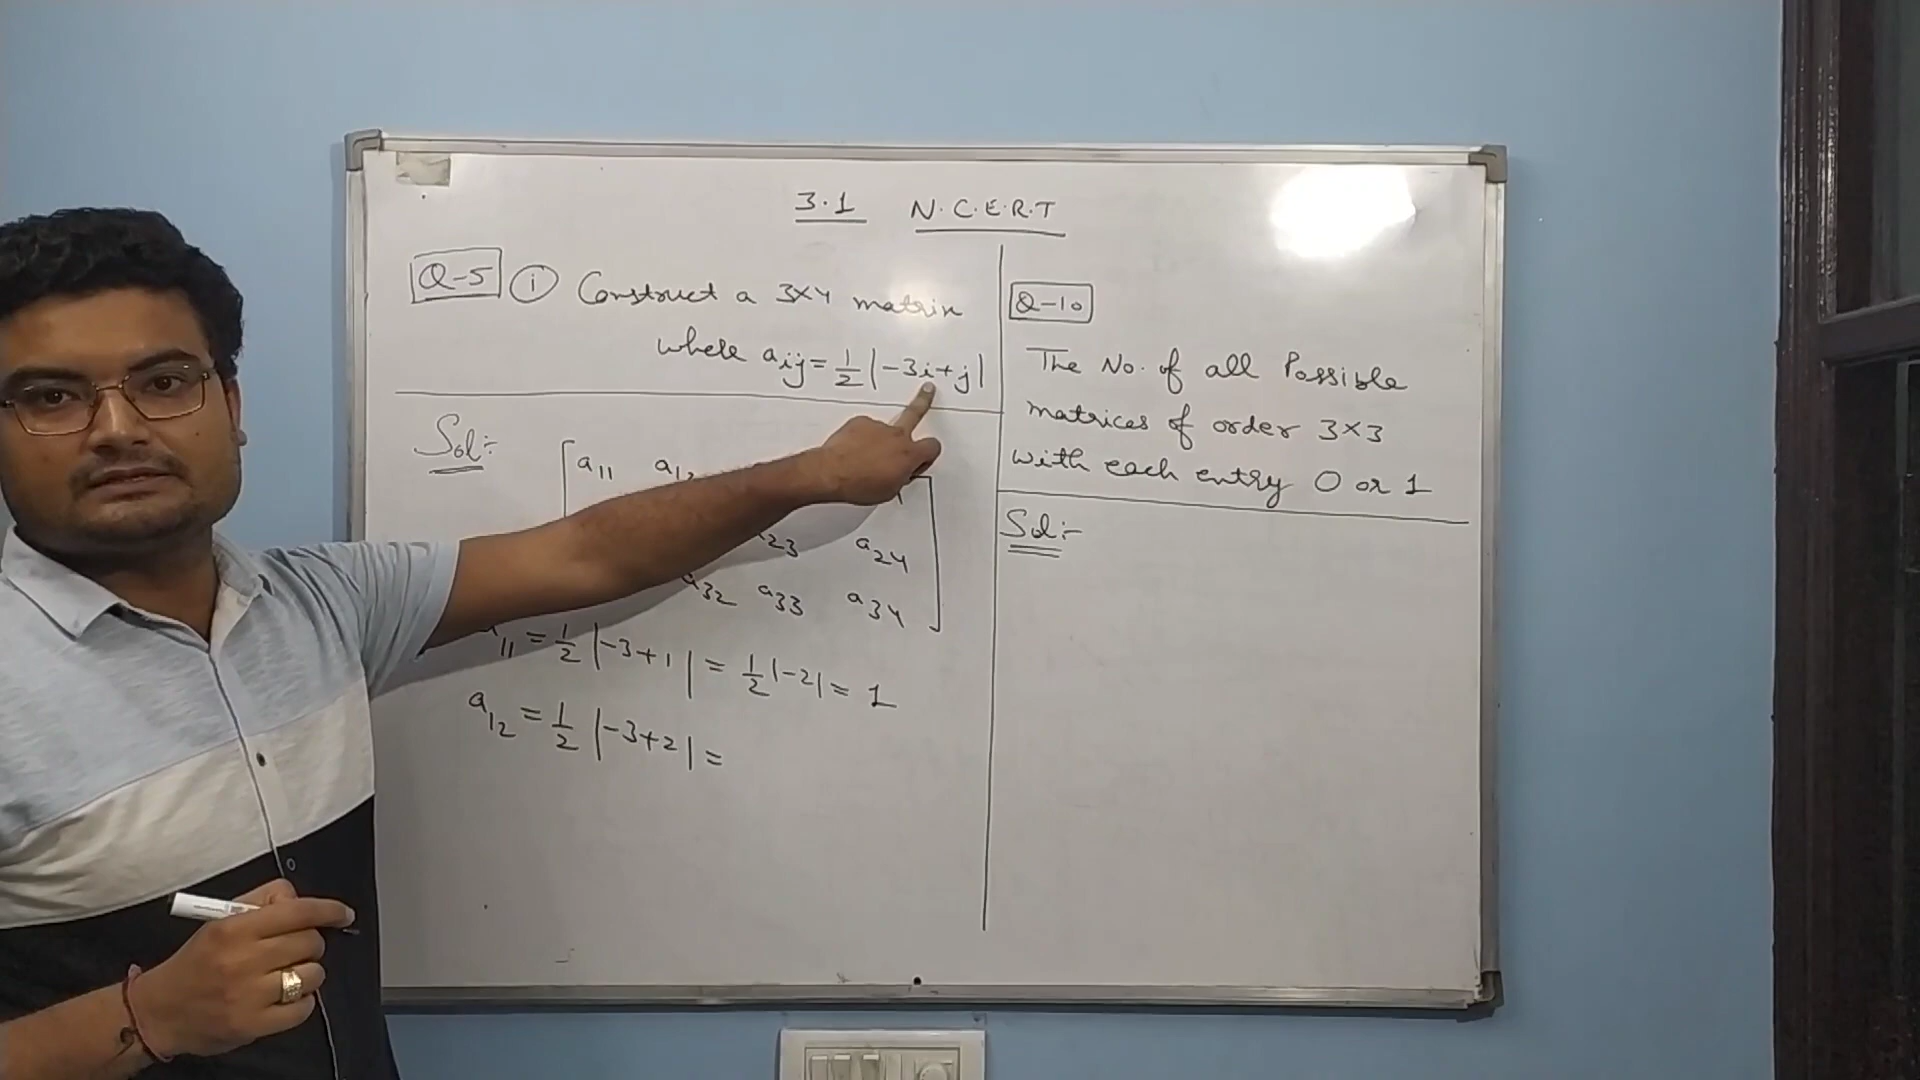 3.1 N.C.E.R.T
Q-5 (i) Construct a 3×4 matrix
where aij = 1/2 |-3i+j|
Sol:-
a11 a12
a23 a24
a32 a33 a34
11 = 1/2 |-3+1| = 1/2 |-2| = 1
a12 = 1/2 |-3+2| =
Q-10
The No. of all Possible
matrices of order 3×3
with each entry 0 or 1
Sol:-